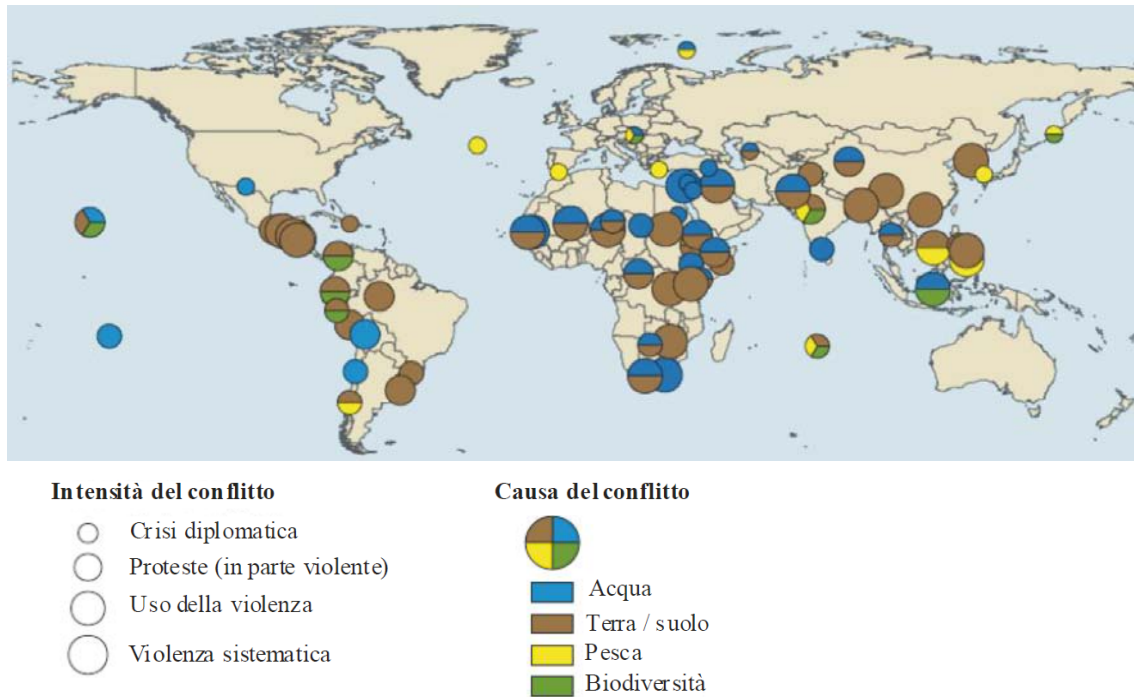 Intensità del conflitto
Crisi diplomatica
Proteste (in parte violente)
Uso della violenza
Violenza sistematica
Causa del conflitto
Acqua
Terra / suolo
Pesca
Biodiversità